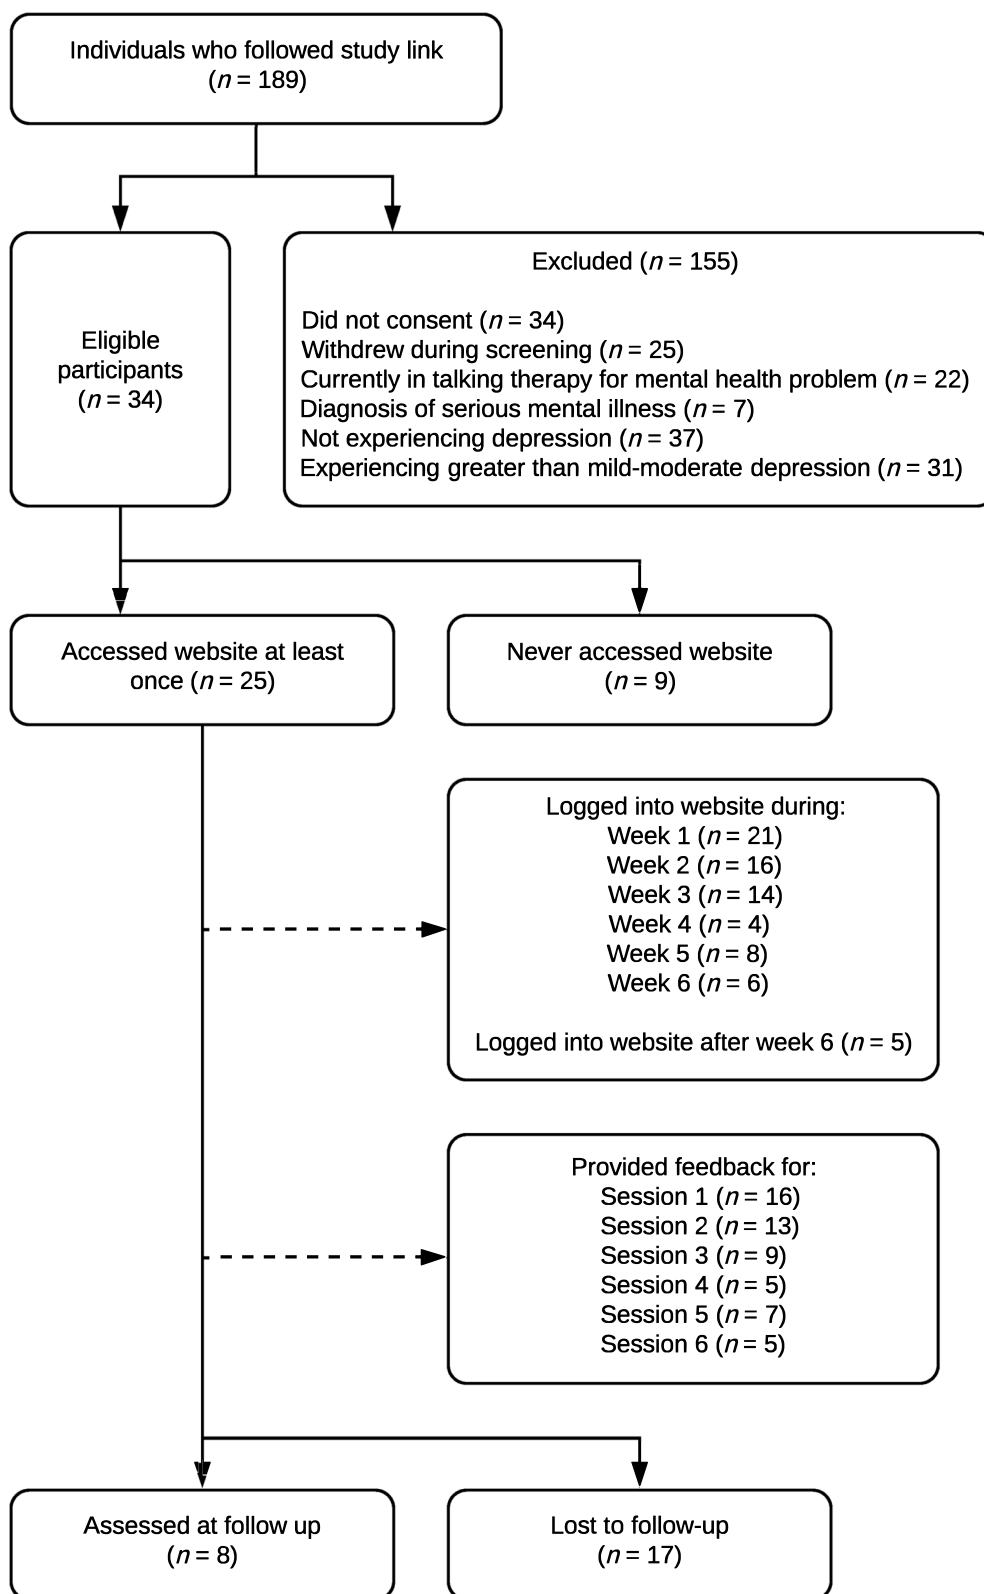 Individuals who followed study link
(n = 189)
Eligible
participants
(n = 34)
Excluded (n = 155)
Did not consent (n = 34)
Withdrew during screening (n = 25)
Currently in talking therapy for mental health problem (n = 22)
Diagnosis of serious mental illness (n = 7)
Not experiencing depression (n = 37)
Experiencing greater than mild-moderate depression (n = 31)
Accessed website at least
once (n = 25)
Never accessed website
(n = 9)
Logged into website during:
Week 1 (n = 21)
Week 2 (n = 16)
Week 3 (n = 14)
Week 4 (n = 4)
Week 5 (n = 8)
Week 6 (n = 6)
Logged into website after week 6 (n = 5)
Provided feedback for:
Session 1 (n = 16)
Session 2 (n = 13)
Session 3 (n = 9)
Session 4 (n = 5)
Session 5 (n = 7)
Session 6 (n = 5)
Assessed at follow up
(n = 8)
Lost to follow-up
(n = 17)